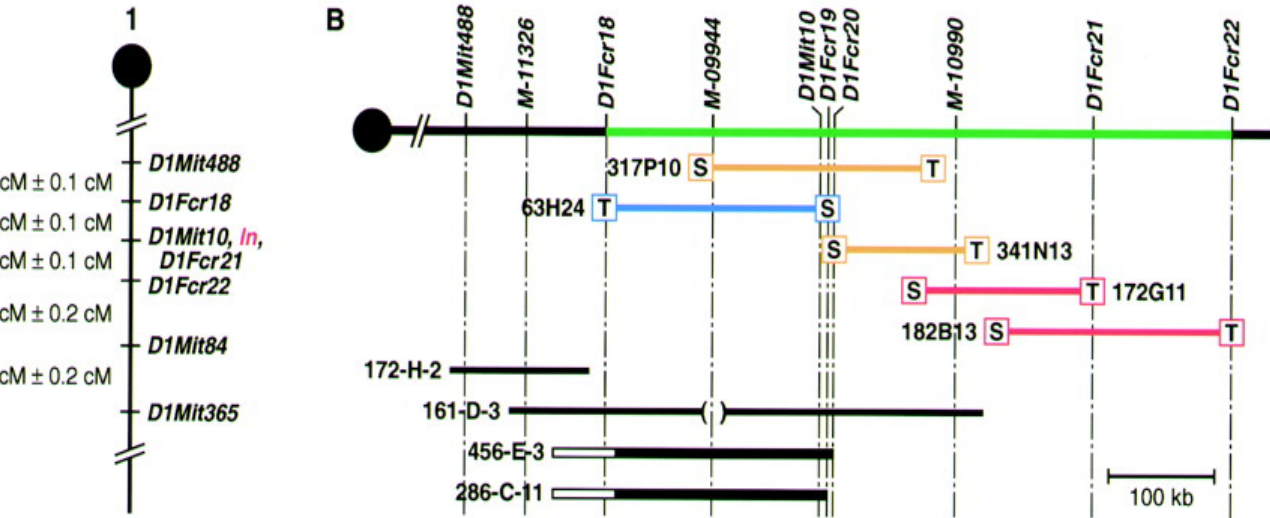 1
D1Mit488
cM ± 0.1 cM
D1Fcr18
cM ± 0.1 cM
D1Mit10, In,
cM ± 0.1 cM
D1Fcr21
D1Fcr22
cM ± 0.2 cM
D1Mit84
cM ± 0.2 cM
D1Mit365
B
D1Mit488
M-11326
D1Fcr18
M-09944
D1Mit10
D1Fcr19
D1Fcr20
M-10990
D1Fcr21
D1Fcr22
317P10 S T
63H24 T S
S T 341N13
S T 172G11
182B13 S T
172-H-2
161-D-3 ( )
456-E-3
286-C-11
100 kb